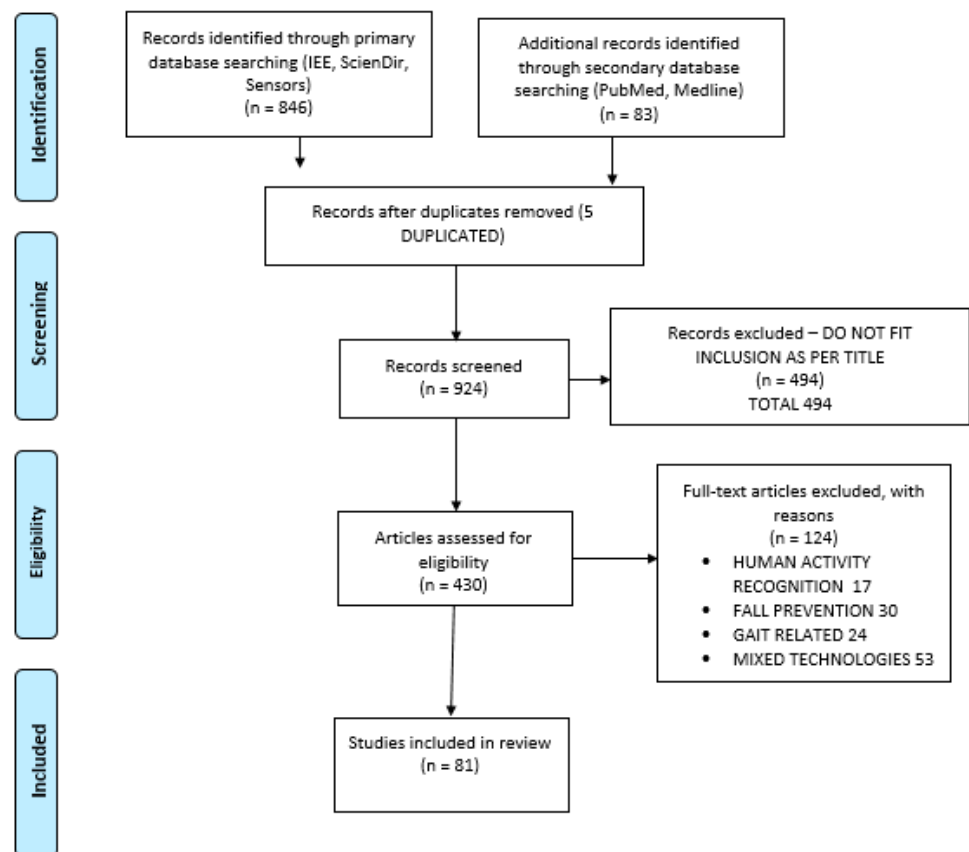 Identification
Records identified through primary
database searching (IEE, ScienDir,
Sensors)
(n = 846)
Additional records identified
through secondary database
searching (PubMed, Medline)
(n = 83)
Records after duplicates removed (5
DUPLICATED)
Screening
Records screened
(n = 924)
Records excluded – DO NOT FIT
INCLUSION AS PER TITLE
(n = 494)
TOTAL 494
Eligibility
Articles assessed for
eligibility
(n = 430)
Full-text articles excluded, with
reasons
(n = 124)
• HUMAN ACTIVITY
RECOGNITION 17
• FALL PREVENTION 30
• GAIT RELATED 24
• MIXED TECHNOLOGIES 53
Included
Studies included in review
(n = 81)